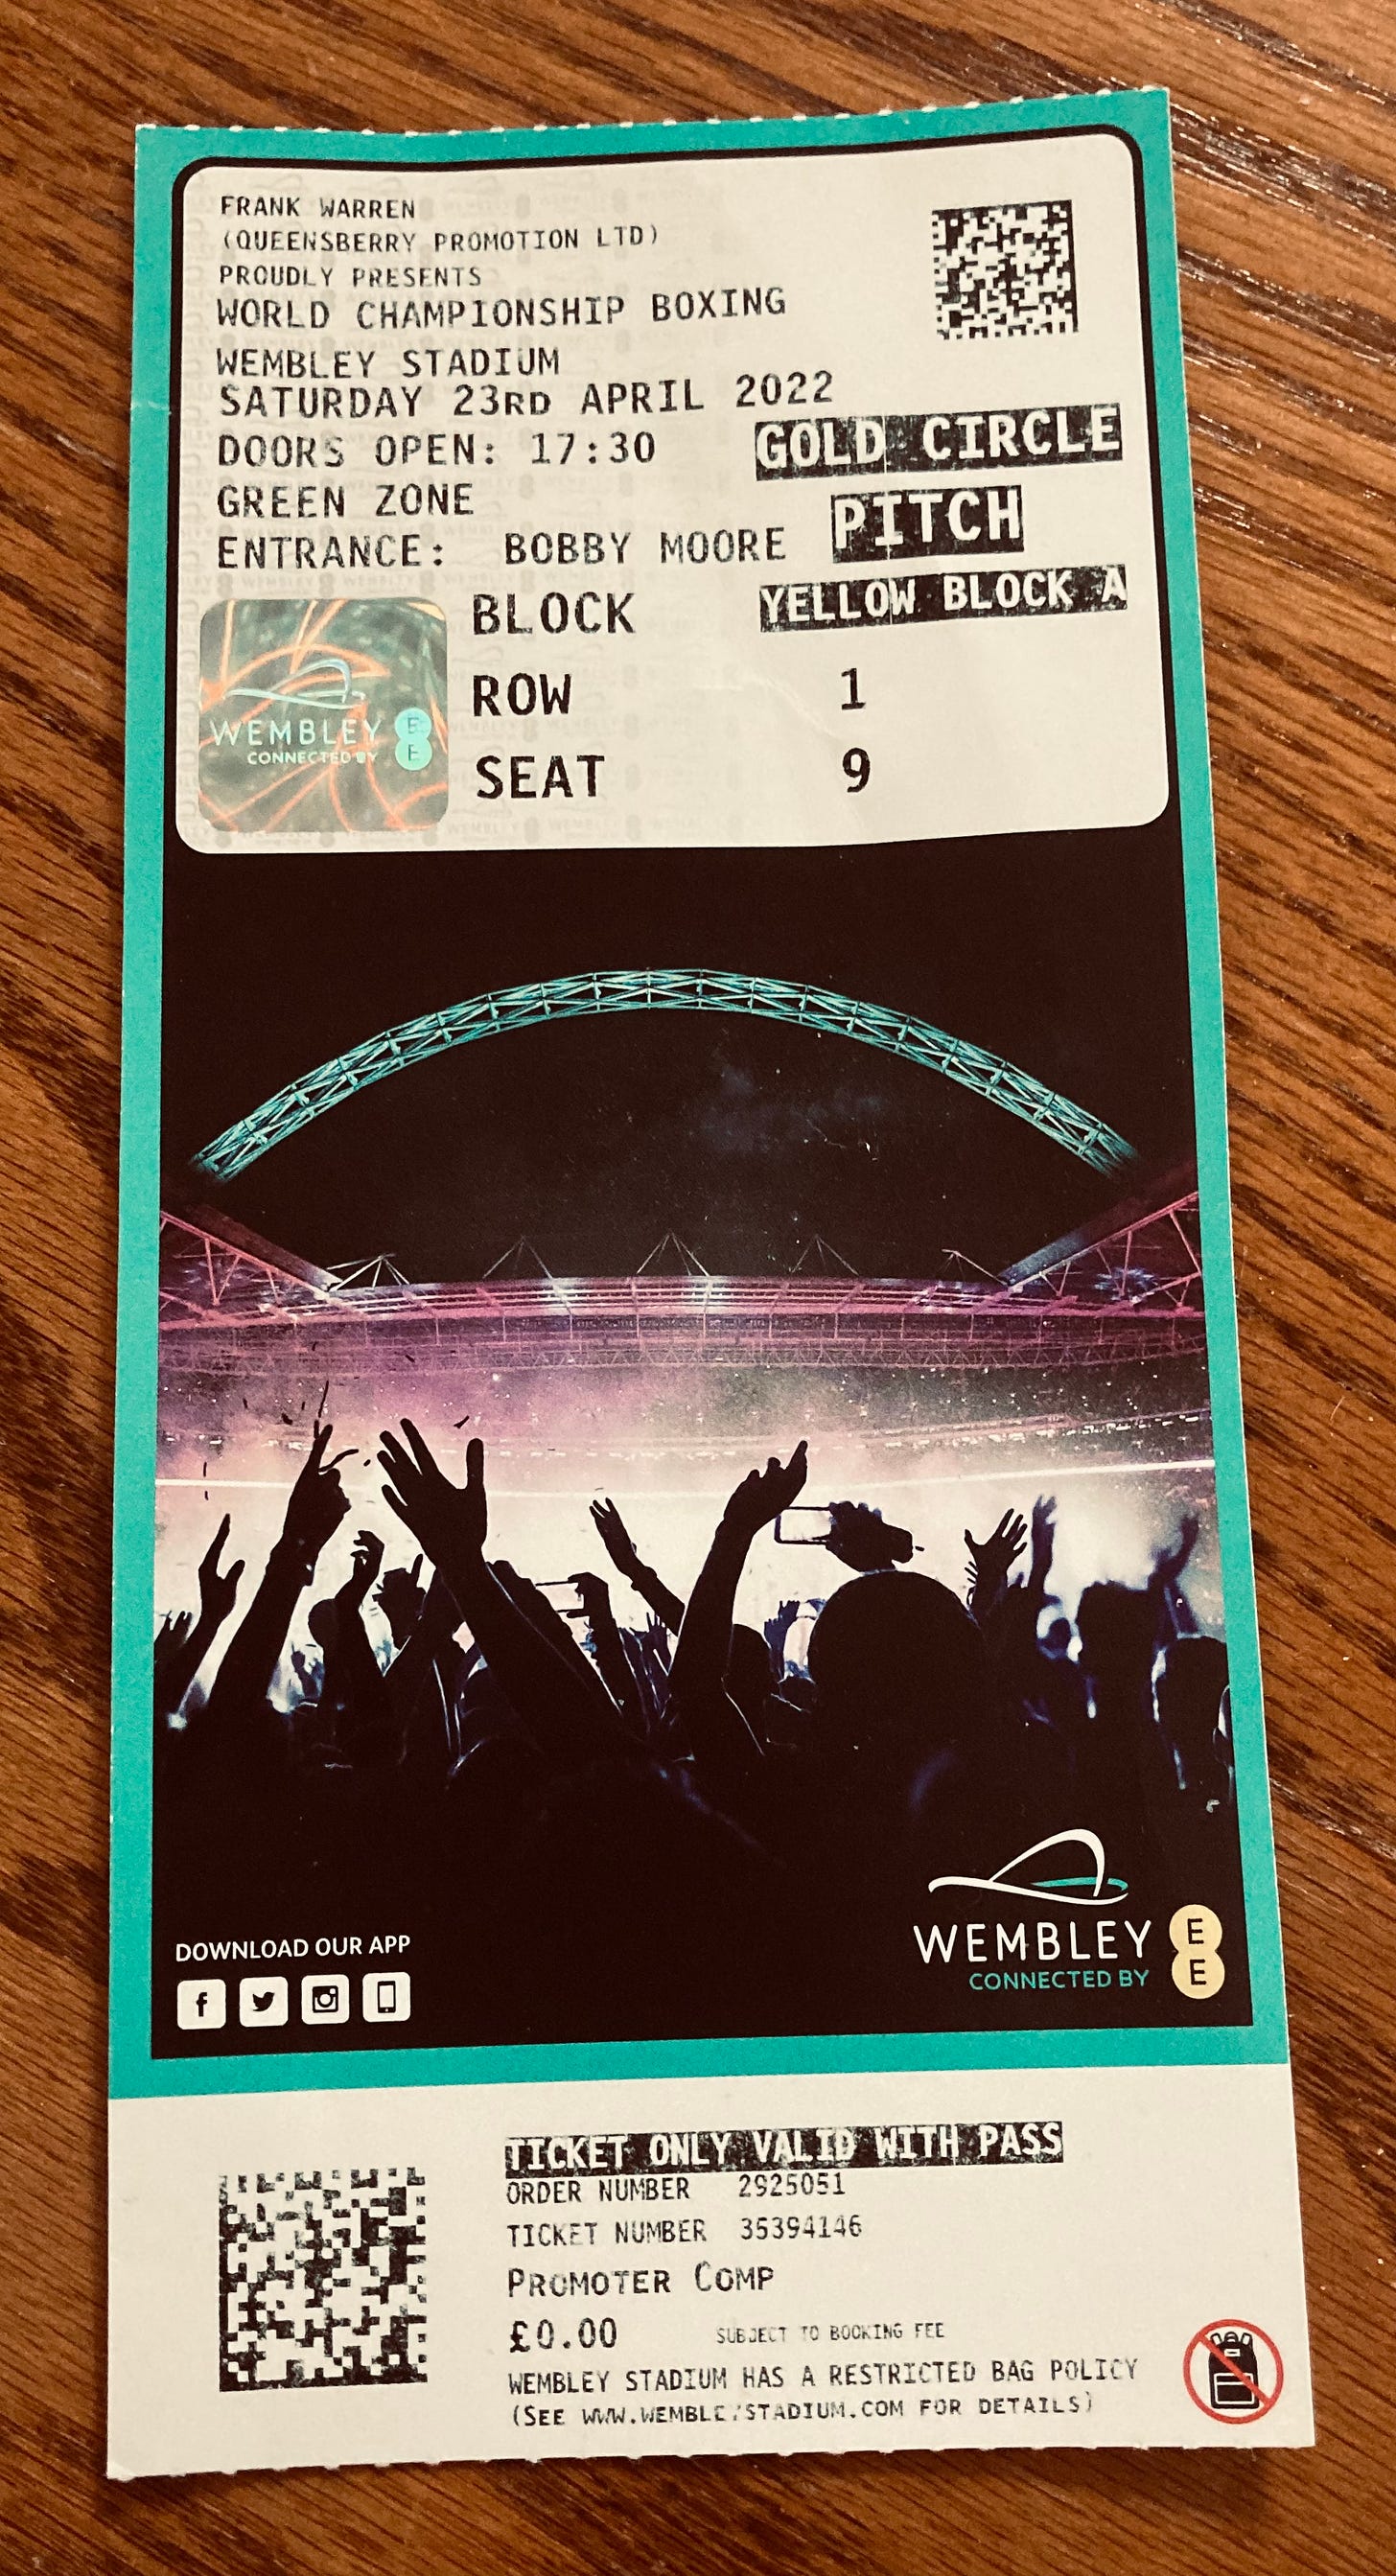 FRANK WARREN
(QUEENSBERRY PROMOTION LTD)
PROUDLY PRESENTS
WORLD CHAMPIONSHIP BOXING
WEMBLEY STADIUM
SATURDAY 23RD APRIL 2022
DOORS OPEN: 17:30
GOLD CIRCLE
GREEN ZONE
PITCH
ENTRANCE: BOBBY MOORE
BLOCK YELLOW BLOCK A
ROW 1
SEAT 9
WEMBLEY
CONNECTED BY
EE
DOWNLOAD OUR APP
WEMBLEY
CONNECTED BY
EE
TICKET ONLY VALID WITH PASS
ORDER NUMBER 2925051
TICKET NUMBER 35394146
PROMOTER COMP
£0.00 SUBJECT TO BOOKING FEE
WEMBLEY STADIUM HAS A RESTRICTED BAG POLICY
(SEE WWW.WEMBLEYSTADIUM.COM FOR DETAILS)